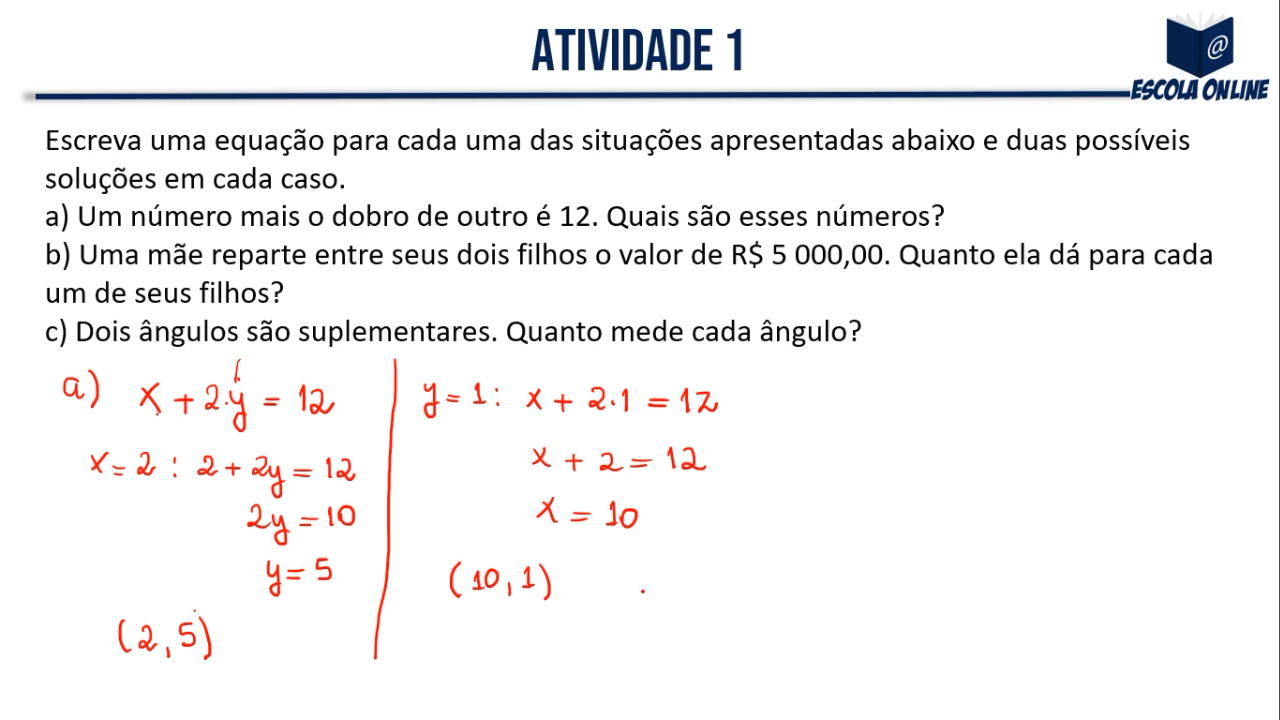 ATIVIDADE 1
@
ESCOLA ONLINE
Escreva uma equação para cada uma das situações apresentadas abaixo e duas possíveis
soluções em cada caso.
a) Um número mais o dobro de outro é 12. Quais são esses números?
b) Uma mãe reparte entre seus dois filhos o valor de R$ 5 000,00. Quanto ela dá para cada
um de seus filhos?
c) Dois ângulos são suplementares. Quanto mede cada ângulo?
a) x + 2·y = 12
x = 2 : 2 + 2y = 12
2y = 10
y = 5
(2, 5)
y = 1 : x + 2·1 = 12
x + 2 = 12
x = 10
(10, 1)